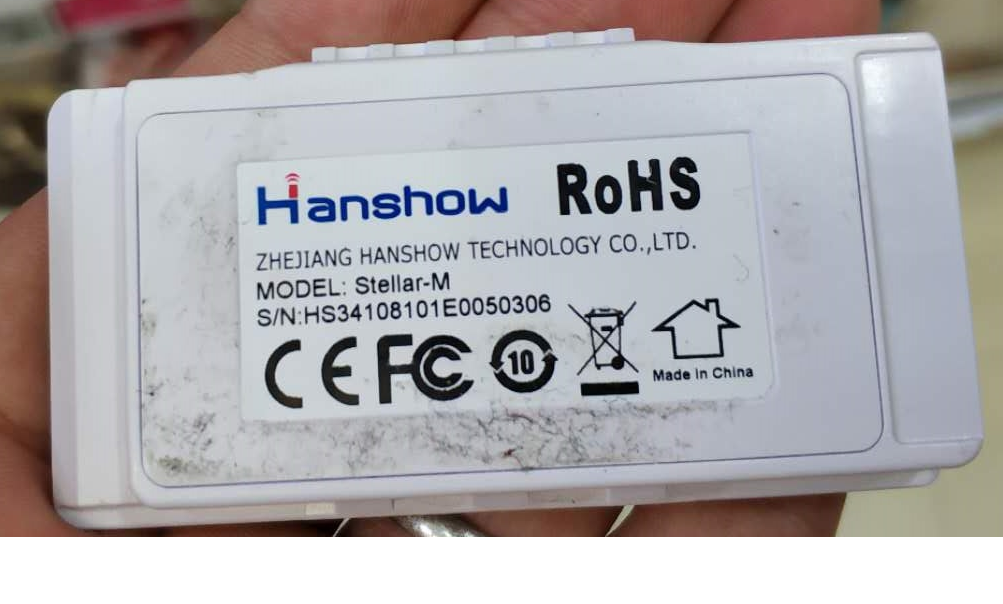 Hanshow RoHS
ZHEJIANG HANSHOW TECHNOLOGY CO.,LTD.
MODEL: Stellar-M
S/N:HS34108101E0050306
CE FC 10
Made in China